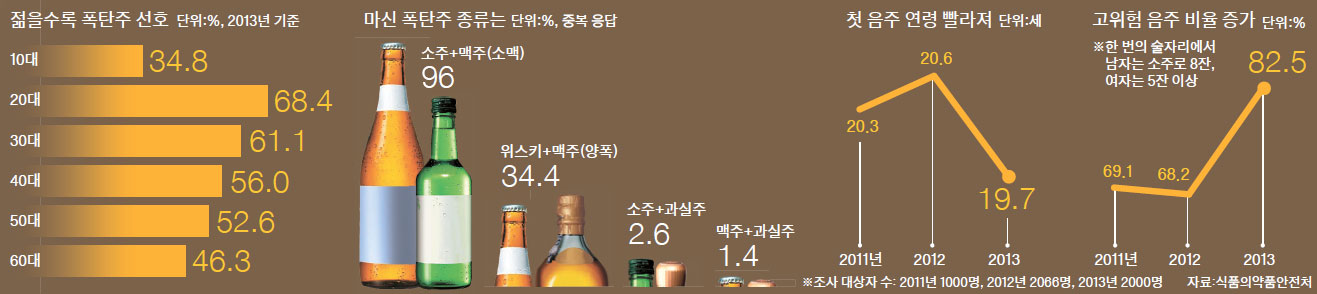 젊을수록 폭탄주 선호 단위:%, 2013년 기준
10대 34.8
20대 68.4
30대 61.1
40대 56.0
50대 52.6
60대 46.3
마신 폭탄주 종류는 단위:%, 중복 응답
소주+맥주(소맥)
96
위스키+맥주(양폭)
34.4
소주+과실주
2.6
맥주+과실주
1.4
첫 음주 연령 빨라져 단위:세
20.3
20.6
19.7
2011년 2012 2013
고위험 음주 비율 증가 단위:%
※한 번의 술자리에서
남자는 소주로 8잔,
여자는 5잔 이상
69.1
68.2
82.5
2011년 2012 2013
※조사 대상자 수: 2011년 1000명, 2012년 2066명, 2013년 2000명
자료:식품의약품안전처